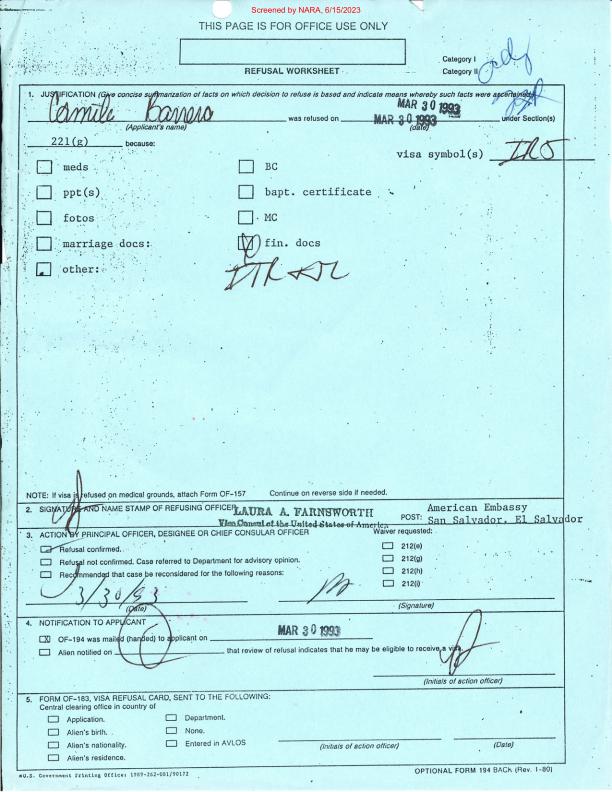 Screened by NARA, 6/15/2023
THIS PAGE IS FOR OFFICE USE ONLY
Category I
Category II
REFUSAL WORKSHEET
1. JUSTIFICATION (Give concise summarization of facts on which decision to refuse is based and indicate means whereby such facts were ascertained)
MAR 30 1993
Barrera was refused on MAR 30 1993 under Section(s)
(Applicant's name) (date)
221(g) because:
visa symbol(s) IR5
meds BC
ppt(s) bapt. certificate
fotos MC
marriage docs: fin. docs
other:
NOTE: If visa is refused on medical grounds, attach Form OF-157 Continue on reverse side if needed.
2. SIGNATURE AND NAME STAMP OF REFUSING OFFICER LAURA A. FARNSWORTH
Vice Consul of the United States of America
POST: American Embassy
San Salvador, El Salvador
3. ACTION BY PRINCIPAL OFFICER, DESIGNEE OR CHIEF CONSULAR OFFICER Waiver requested:
Refusal confirmed. 212(e)
Refusal not confirmed. Case referred to Department for advisory opinion. 212(g)
Recommended that case be reconsidered for the following reasons: 212(h)
212(i)
3/30/93
(Date) (Signature)
4. NOTIFICATION TO APPLICANT
OF-194 was mailed (handed) to applicant on MAR 30 1993
Alien notified on that review of refusal indicates that he may be eligible to receive a visa.
(Initials of action officer)
5. FORM OF-183, VISA REFUSAL CARD, SENT TO THE FOLLOWING:
Central clearing office in country of
Application. Department.
Alien's birth. None.
Alien's nationality. Entered in AVLOS
Alien's residence.
(Initials of action officer) (Date)
U.S. Government Printing Office: 1989-262-001/90172
OPTIONAL FORM 194 BACK (Rev. 1-80)